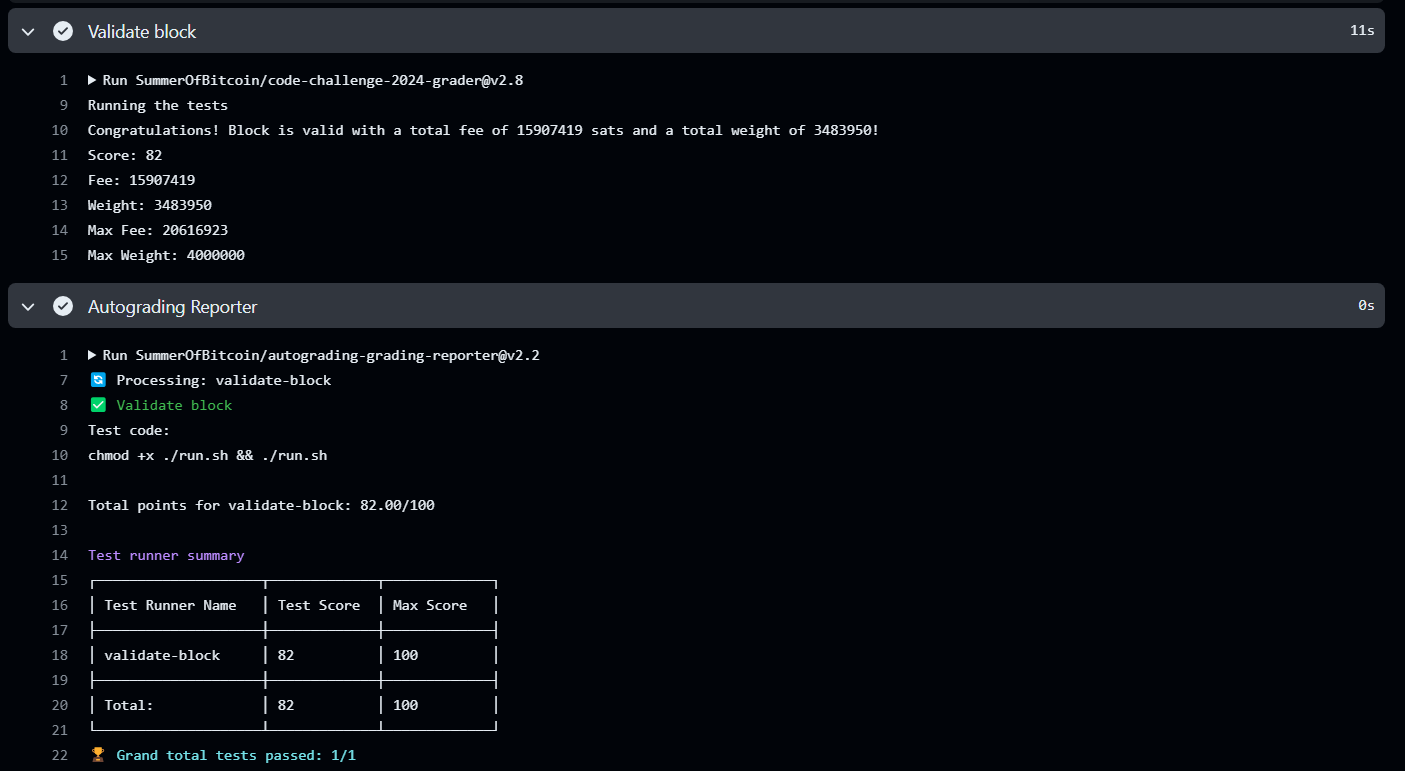 Validate block 11s
1 ▶ Run SummerOfBitcoin/code-challenge-2024-grader@v2.8
9 Running the tests
10 Congratulations! Block is valid with a total fee of 15907419 sats and a total weight of 3483950!
11 Score: 82
12 Fee: 15907419
13 Weight: 3483950
14 Max Fee: 20616923
15 Max Weight: 4000000
Autograding Reporter 0s
1 ▶ Run SummerOfBitcoin/autograding-grading-reporter@v2.2
7 🔄 Processing: validate-block
8 ✅ Validate block
9 Test code:
10 chmod +x ./run.sh && ./run.sh
11
12 Total points for validate-block: 82.00/100
13
14 Test runner summary
15
16 Test Runner Name Test Score Max Score
17
18 validate-block 82 100
19
20 Total: 82 100
21
22 🏆 Grand total tests passed: 1/1